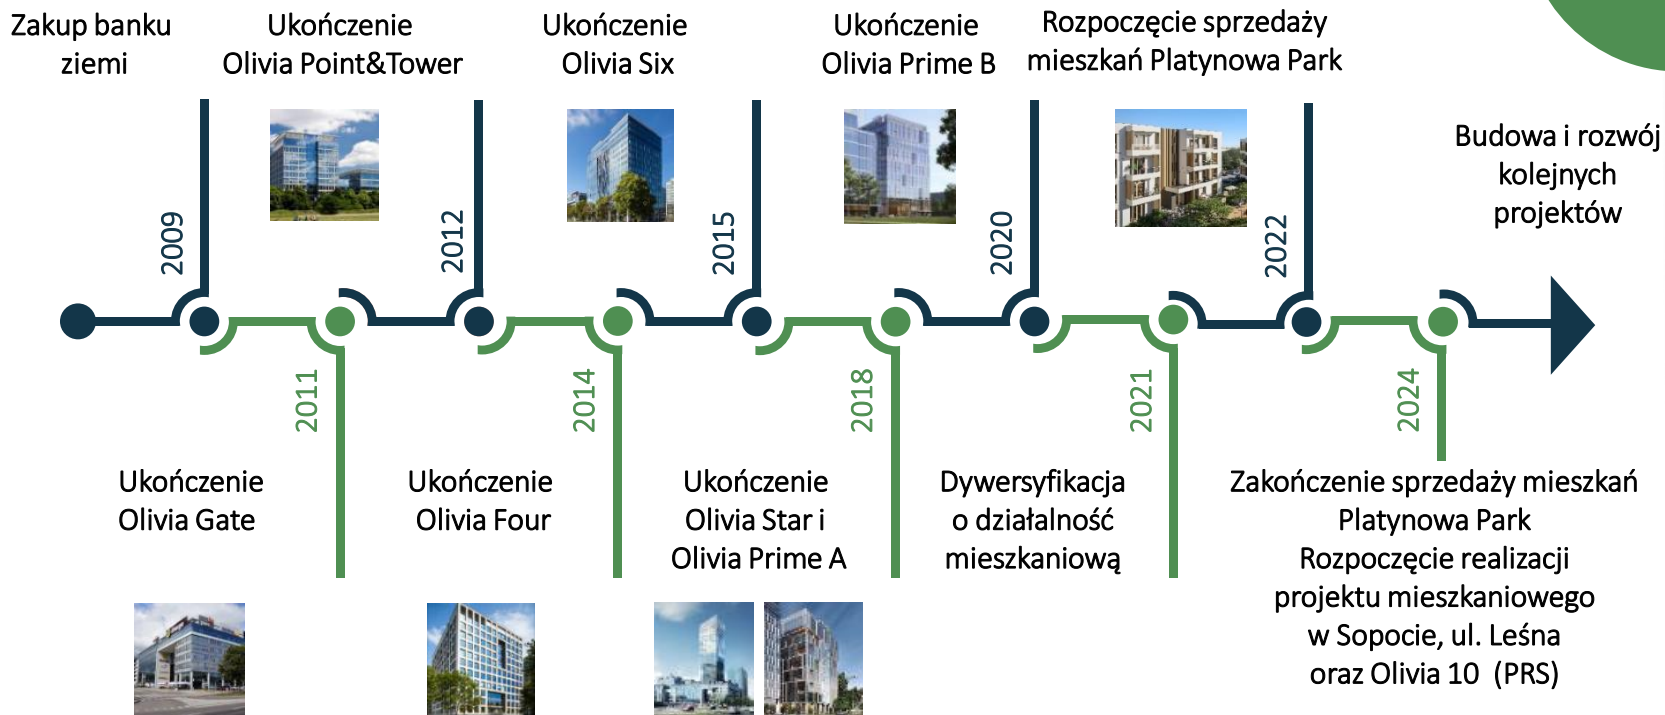 Zakup banku
ziemi
2009
Ukończenie
Olivia Gate
2011
Ukończenie
Olivia Point&Tower
2012
Ukończenie
Olivia Four
2014
Ukończenie
Olivia Six
2015
Ukończenie
Olivia Star i
Olivia Prime A
2018
Ukończenie
Olivia Prime B
2020
Dywersyfikacja
o działalność
mieszkaniową
2021
Rozpoczęcie sprzedaży
mieszkań Platynowa Park
2022
Zakończenie sprzedaży mieszkań
Platynowa Park
Rozpoczęcie realizacji
projektu mieszkaniowego
w Sopocie, ul. Leśna
oraz Olivia 10 (PRS)
2024
Budowa i rozwój
kolejnych
projektów